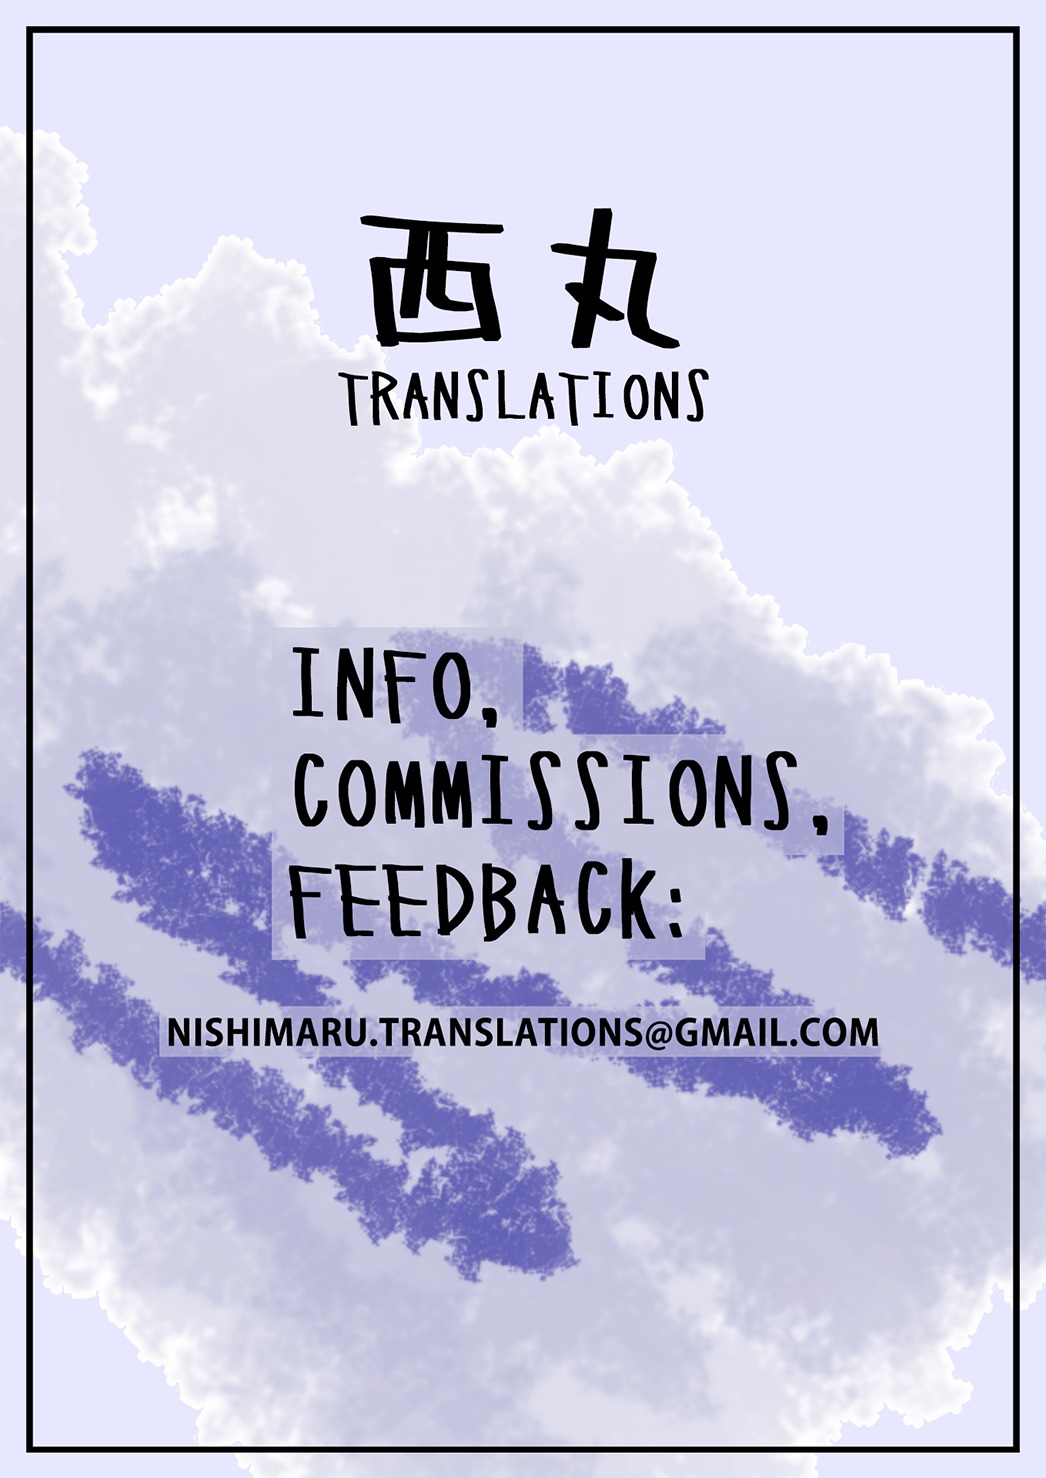 西丸
TRANSLATIONS
INFO,
COMMISSIONS,
FEEDBACK:
NISHIMARU.TRANSLATIONS@GMAIL.COM